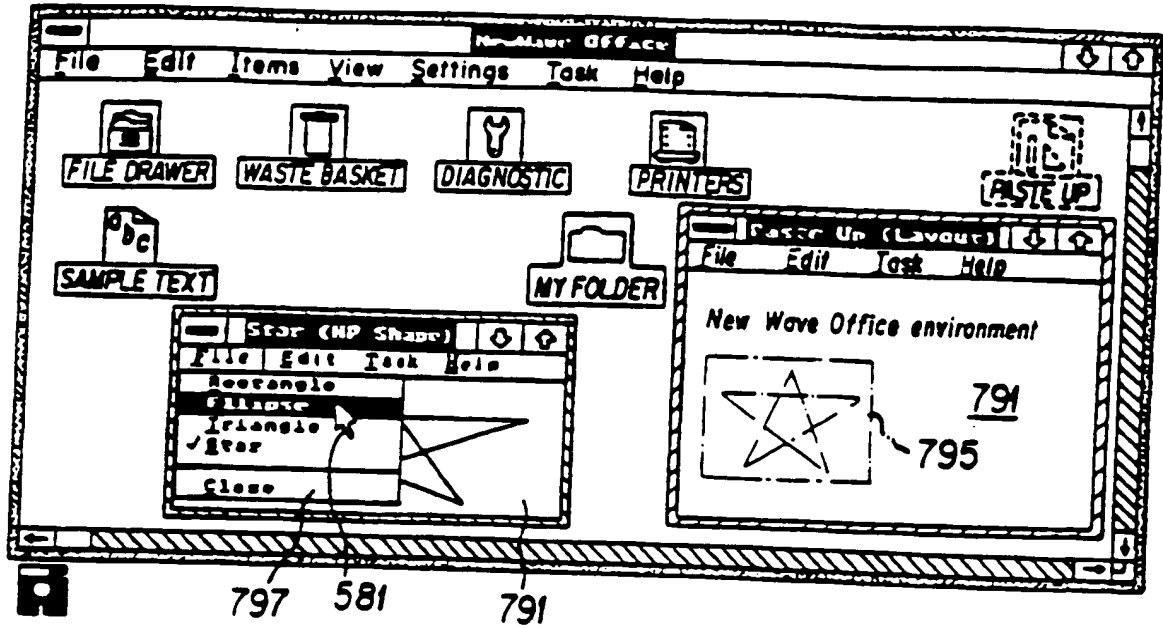 NewWave Office
File Edit Items View Settings Task Help
FILE DRAWER WASTE BASKET DIAGNOSTIC PRINTERS PASTE UP
abc
SAMPLE TEXT MY FOLDER
Paste Up (Layout)
File Edit Task Help
New Wave Office environment
791
795
Star (HP Shape)
File Edit Task Help
Rectangle
Ellipse
Triangle
✓Star
Close
797 581 791